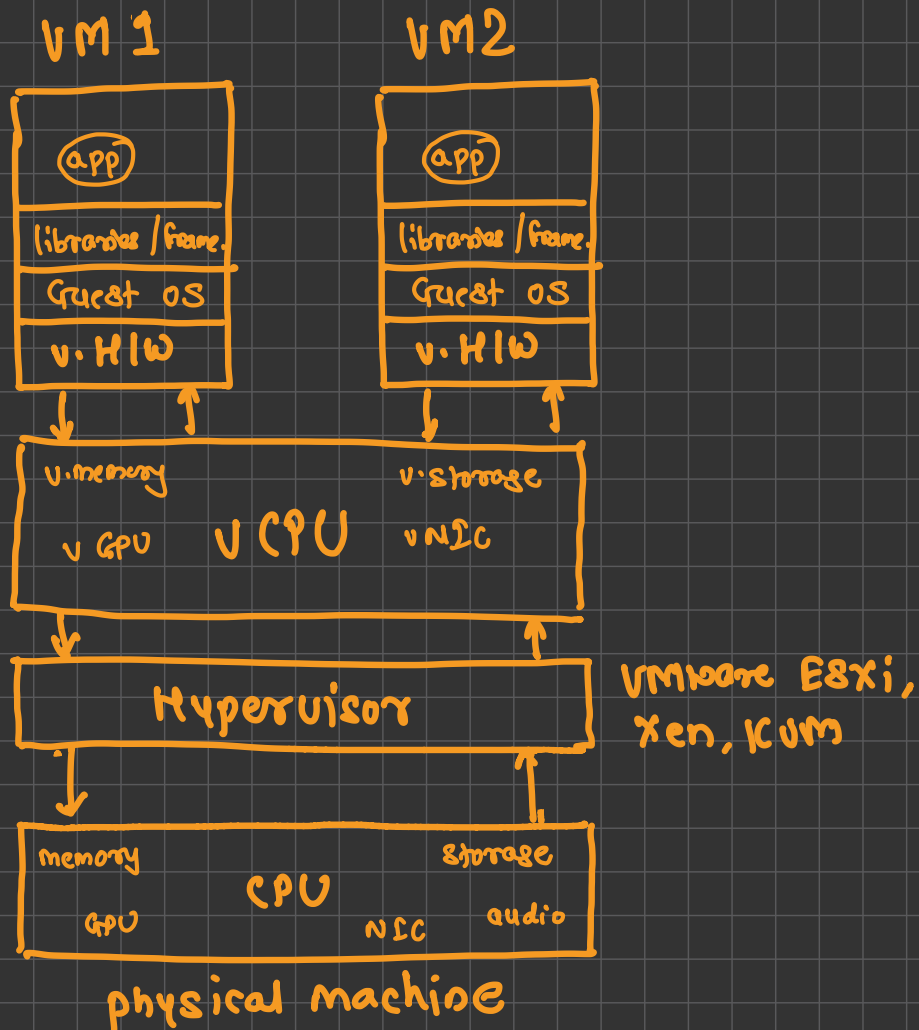 VM 1
VM2
app
app
libraries/frame.
libraries/frame.
Guest OS
Guest OS
v.H/W
v.H/W
v.memory
v.storage
v GPU
v CPU
vNIC
Hypervisor
VMware ESXi,
Xen, KVM
memory
storage
CPU
GPU
NIC
audio
physical machine